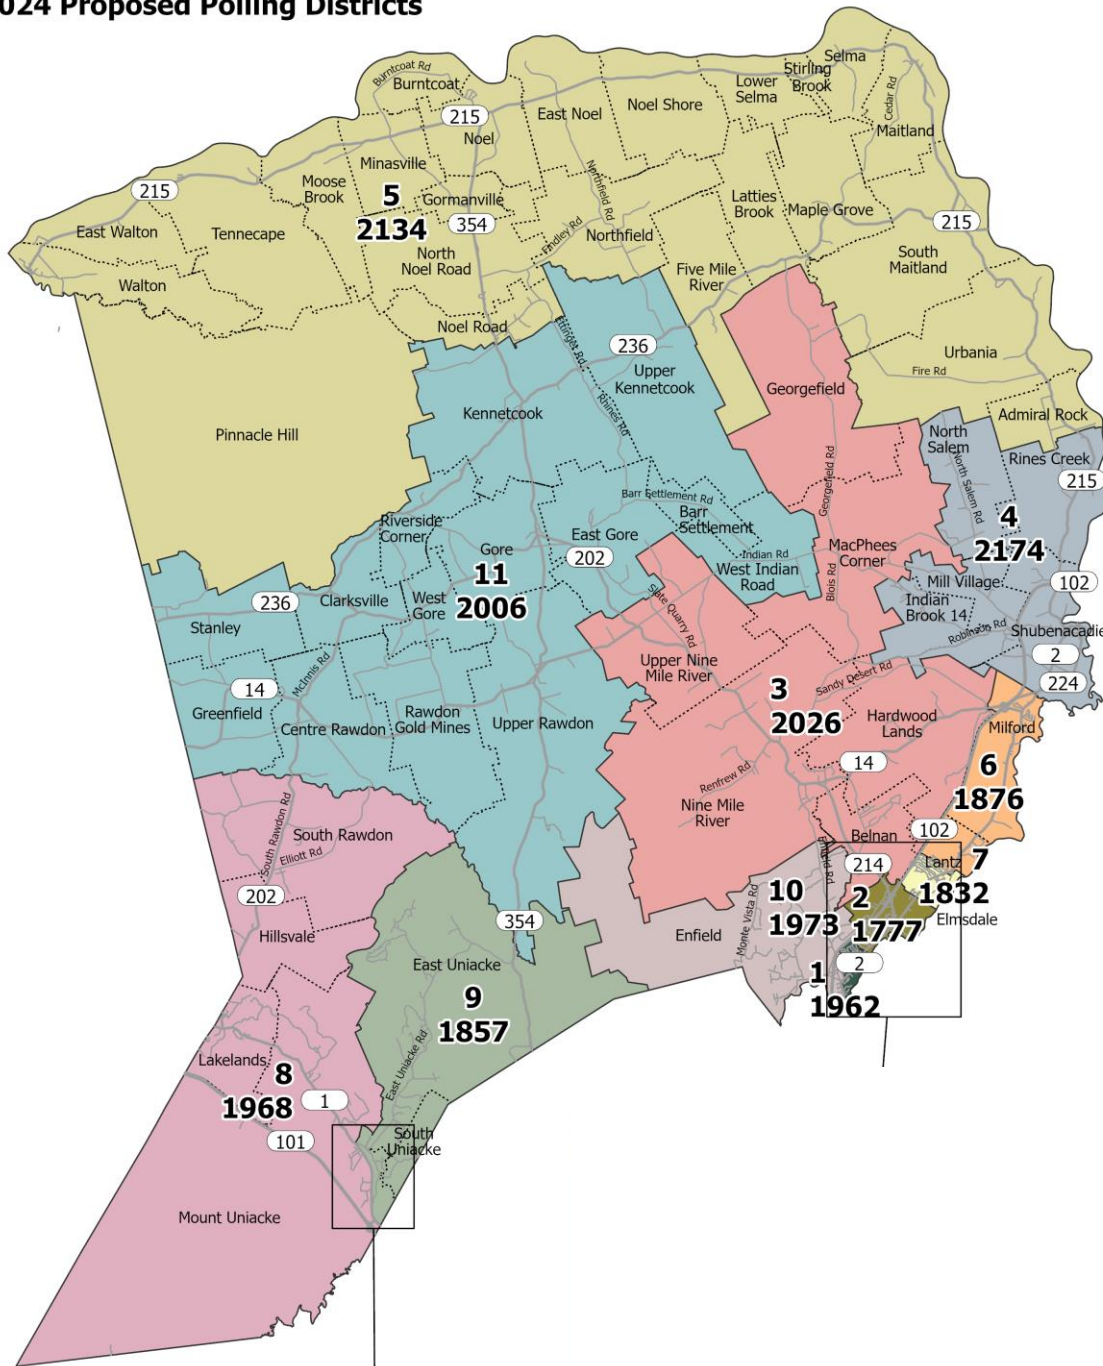 024 Proposed Polling Districts
Burntcoat Rd
Burntcoat
Selma
Stirling
Brook
Lower
Selma
Noel Shore
East Noel
Cedar Rd
215
Noel
Maitland
Minasville
Moose
Brook
215
5
2134
Gormanville
354
Northfield Rd
Latties
Brook
Maple Grove
215
East Walton
Tennecape
North
Noel Road
Findley Rd
Northfield
South
Maitland
Walton
Five Mile
River
Noel Road
Ettinger Rd
236
Urbania
Upper
Kennetcook
Fire Rd
Georgefield
Rhines Rd
Kennetcook
Admiral Rock
Pinnacle Hill
North
Salem
North Salem Rd
Rines Creek
215
Georgefield Rd
Barr Settlement Rd
Barr
Settlement
4
2174
Riverside
Corner
Gore
East Gore
202
Indian Rd
West Indian
Road
MacPhees
Corner
11
2006
Blois Rd
Mill Village
102
236
Clarksville
West
Gore
Slate Quarry Rd
Indian
Brook 14
Robinson Rd
Shubenacadie
Stanley
2
224
McInnis Rd
Upper Nine
Mile River
Sandy Desert Rd
14
Greenfield
3
2026
Rawdon
Gold Mines
Centre Rawdon
Upper Rawdon
Hardwood
Lands
Milford
14
6
1876
Renfrew Rd
Nine Mile
River
South Rawdon Rd
South Rawdon
Elliott Rd
Belnan
102
Enfield Rd
214
Lantz
7
1832
202
10
1973
2
1777
Monte Vista Rd
Elmsdale
354
Hillsvale
Enfield
East Uniacke
2
1
1962
9
1857
East Uniacke Rd
Lakelands
8
1968
1
101
South
Uniacke
Mount Uniacke